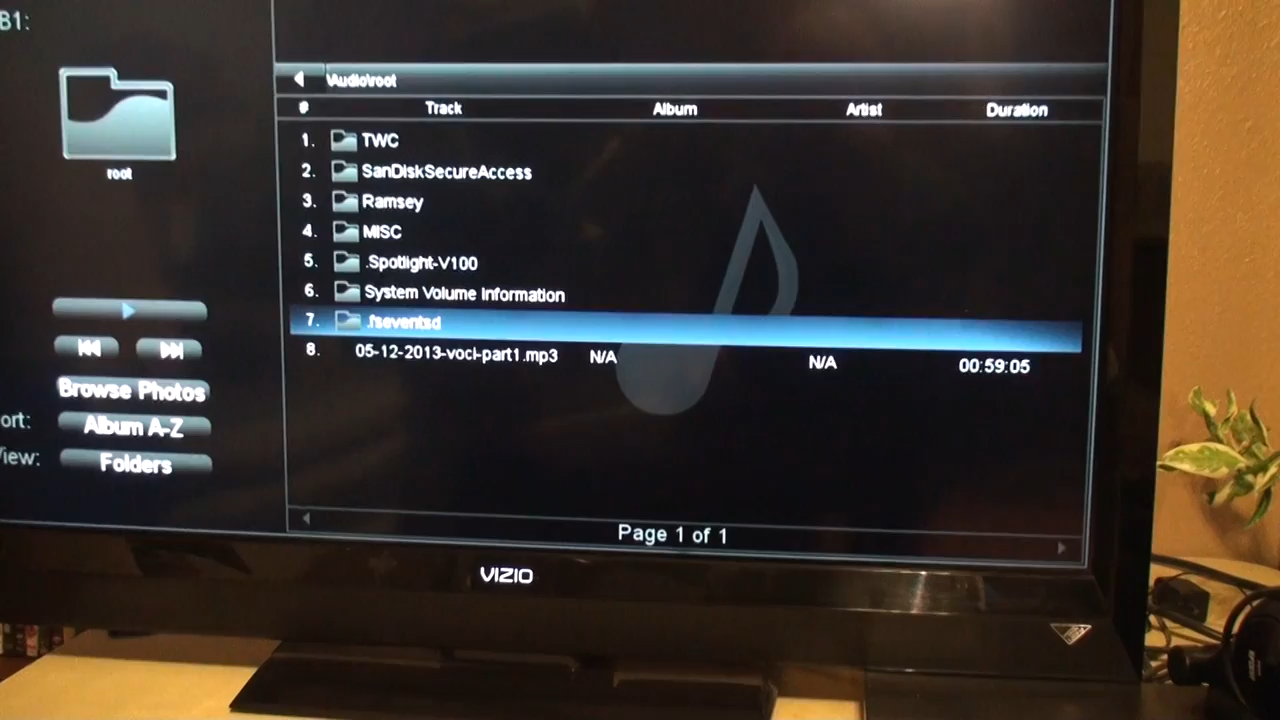 B1:
root
Browse Photos
ort:
Album A-Z
iew:
Folders
\Audio\root
# Track Album Artist Duration
1. TWC
2. SanDiskSecureAccess
3. Ramsey
4. MISC
5. .Spotlight-V100
6. System Volume Information
7. .fseventsd
8. 05-12-2013-voci-part1.mp3 N/A N/A 00:59:05
Page 1 of 1
VIZIO